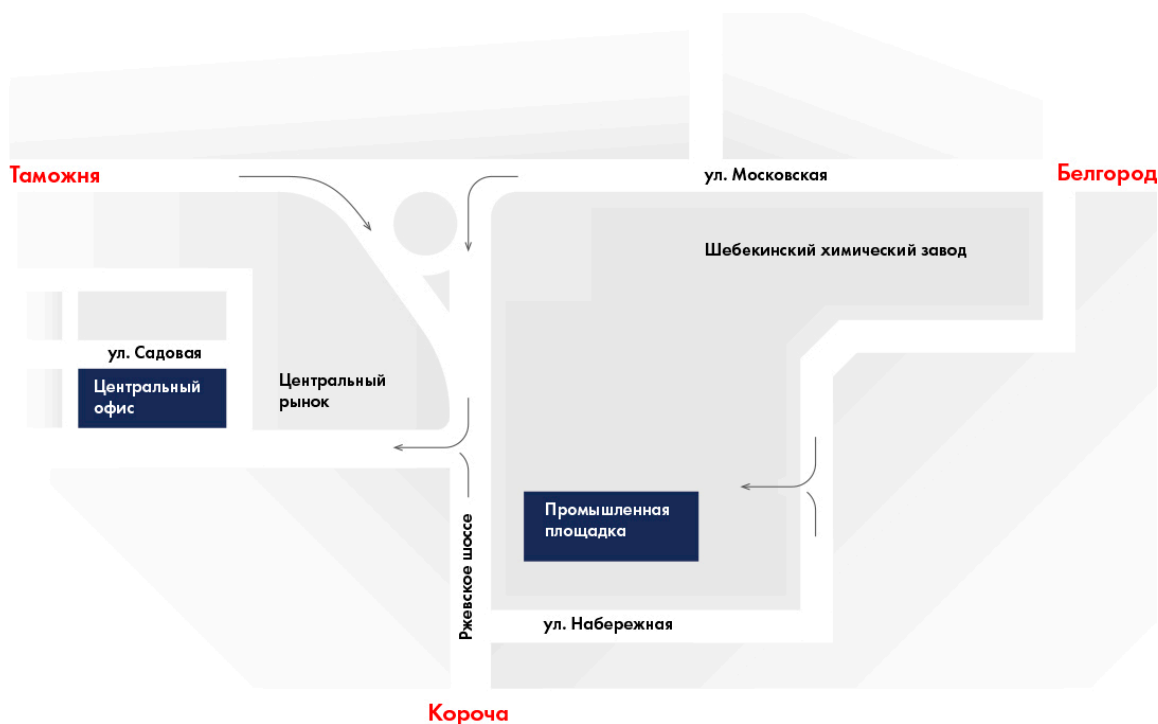 Таможня
ул. Московская
Белгород
Шебекинский химический завод
ул. Садовая
Центральный
офис
Центральный
рынок
Промышленная
площадка
Ржевское шоссе
ул. Набережная
Короча